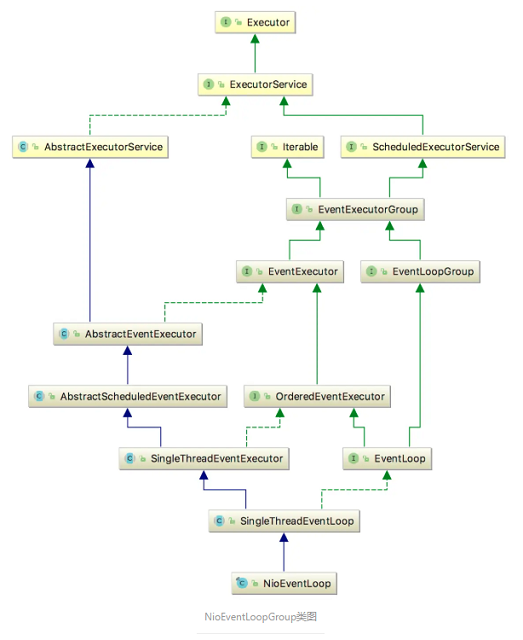 I Executor
I ExecutorService
C AbstractExecutorService
I Iterable
I ScheduledExecutorService
I EventExecutorGroup
I EventExecutor
I EventLoopGroup
C AbstractEventExecutor
C AbstractScheduledEventExecutor
I OrderedEventExecutor
C SingleThreadEventExecutor
I EventLoop
C SingleThreadEventLoop
C NioEventLoop
NioEventLoopGroup类图